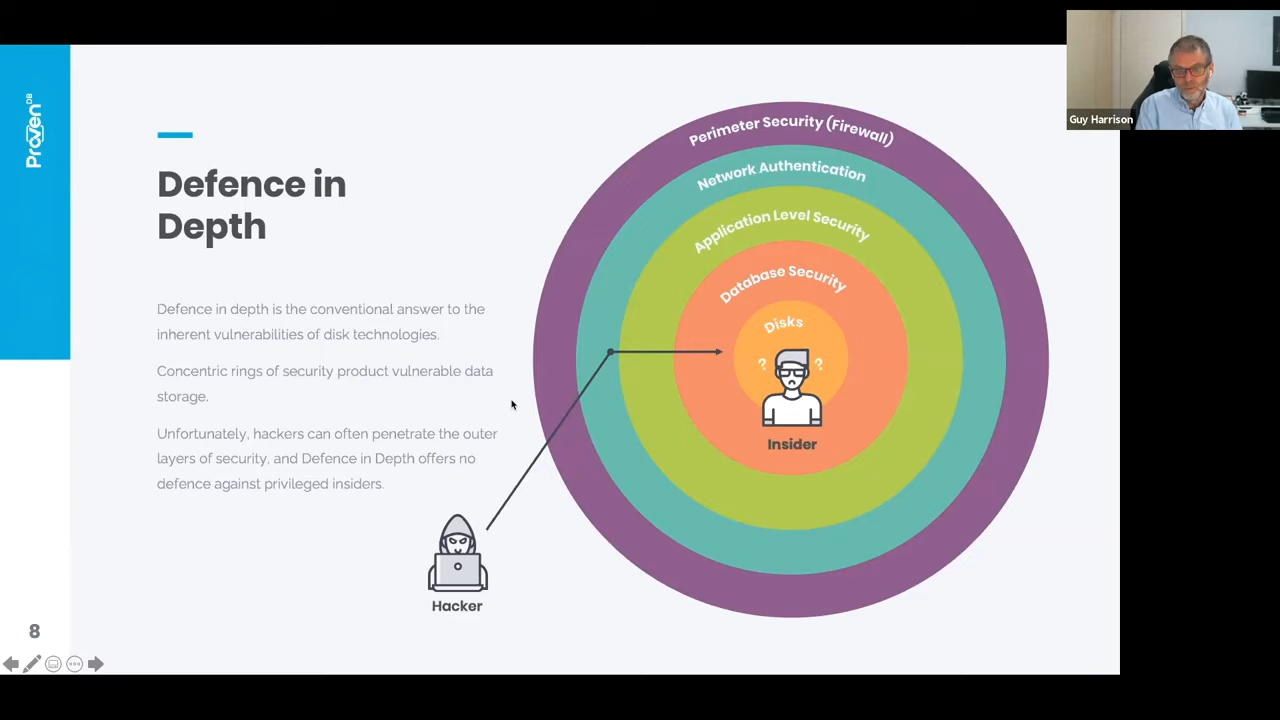 ProvenDB
Defence in
Depth
Defence in depth is the conventional answer to the
inherent vulnerabilities of disk technologies.
Concentric rings of security product vulnerable data
storage.
Unfortunately, hackers can often penetrate the outer
layers of security, and Defence in Depth offers no
defence against privileged insiders.
Perimeter Security (Firewall)
Network Authentication
Application Level Security
Database Security
Disks
? ?
Insider
Hacker
8
Guy Harrison